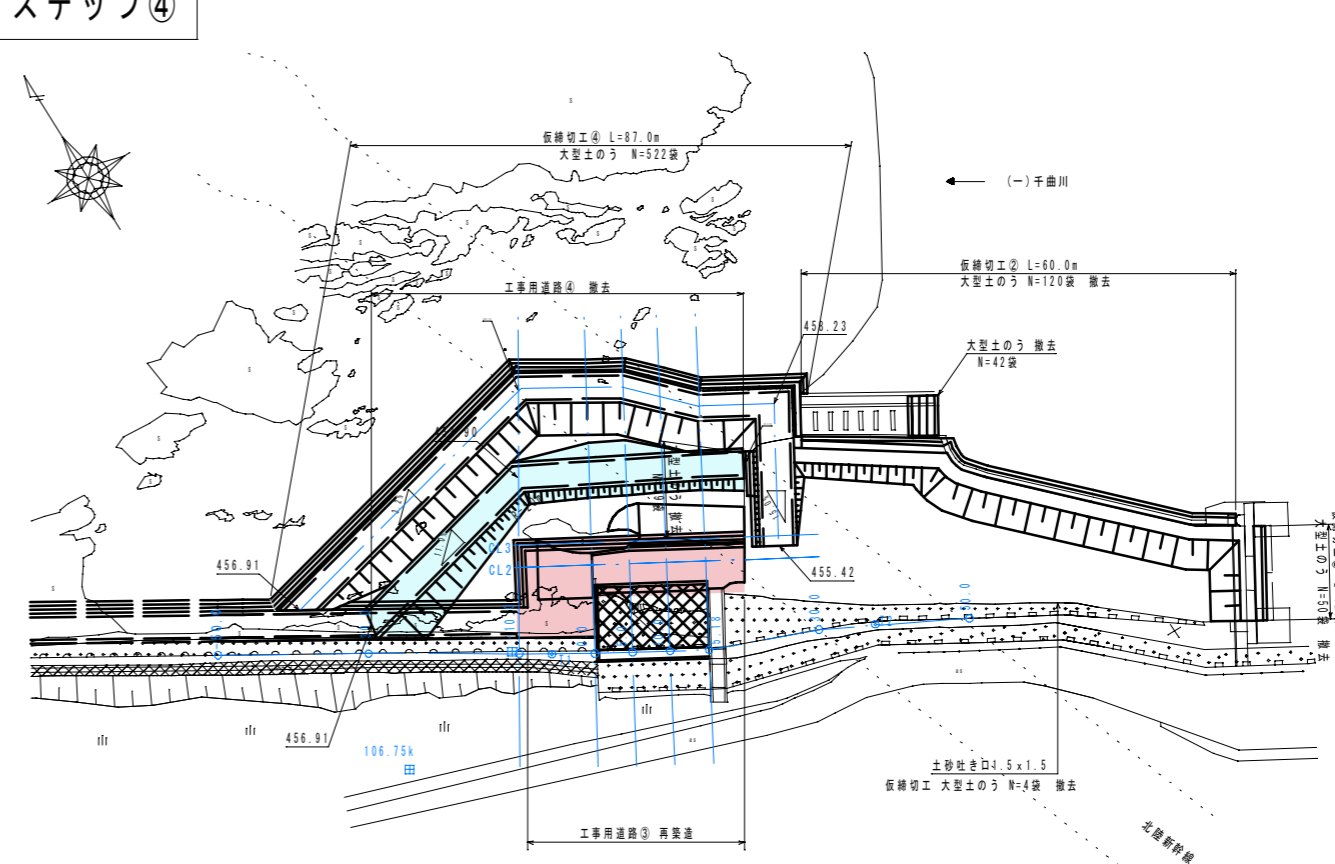 ステップ④
仮締切工④ L=87.0m
大型土のう N=522袋
(一)千曲川
仮締切工② L=60.0m
大型土のう N=120袋 撤去
工事用道路④ 撤去
458.23
大型土のう 撤去
N=42袋
CL3
CL2
456.91
455.42
大型土のう N=50袋 撤去
456.91
106.75k
土砂吐き口1.5x1.5
仮締切工 大型土のう N=4袋 撤去
工事用道路③ 再築造
北陸新幹線